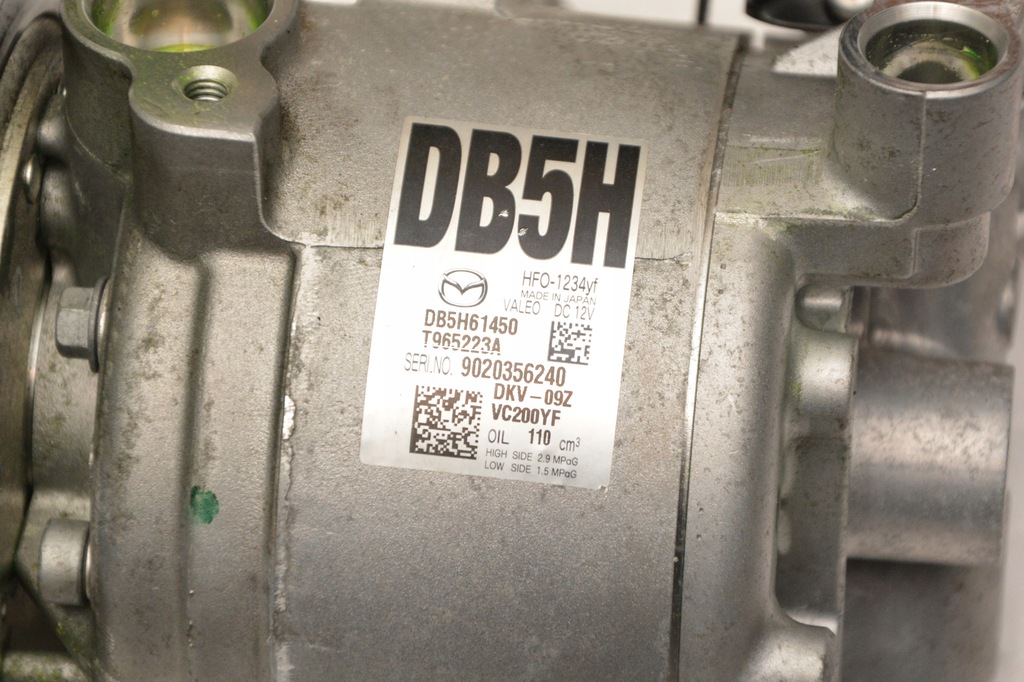 DB5H
HFO-1234yf
MADE IN JAPAN
VALEO DC 12V
DB5H61450
T965223A
SERI.NO. 9020356240
DKV-09Z
VC200YF
OIL 110 cm³
HIGH SIDE 2.9 MPaG
LOW SIDE 1.5 MPaG